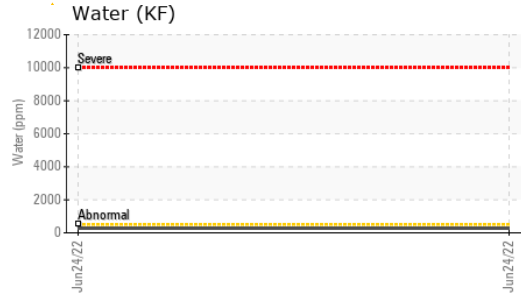 Water (KF)
12000
Severe
10000
8000
6000
4000
2000
Abnormal
0
Water (ppm)
Jun24/22
Jun24/22